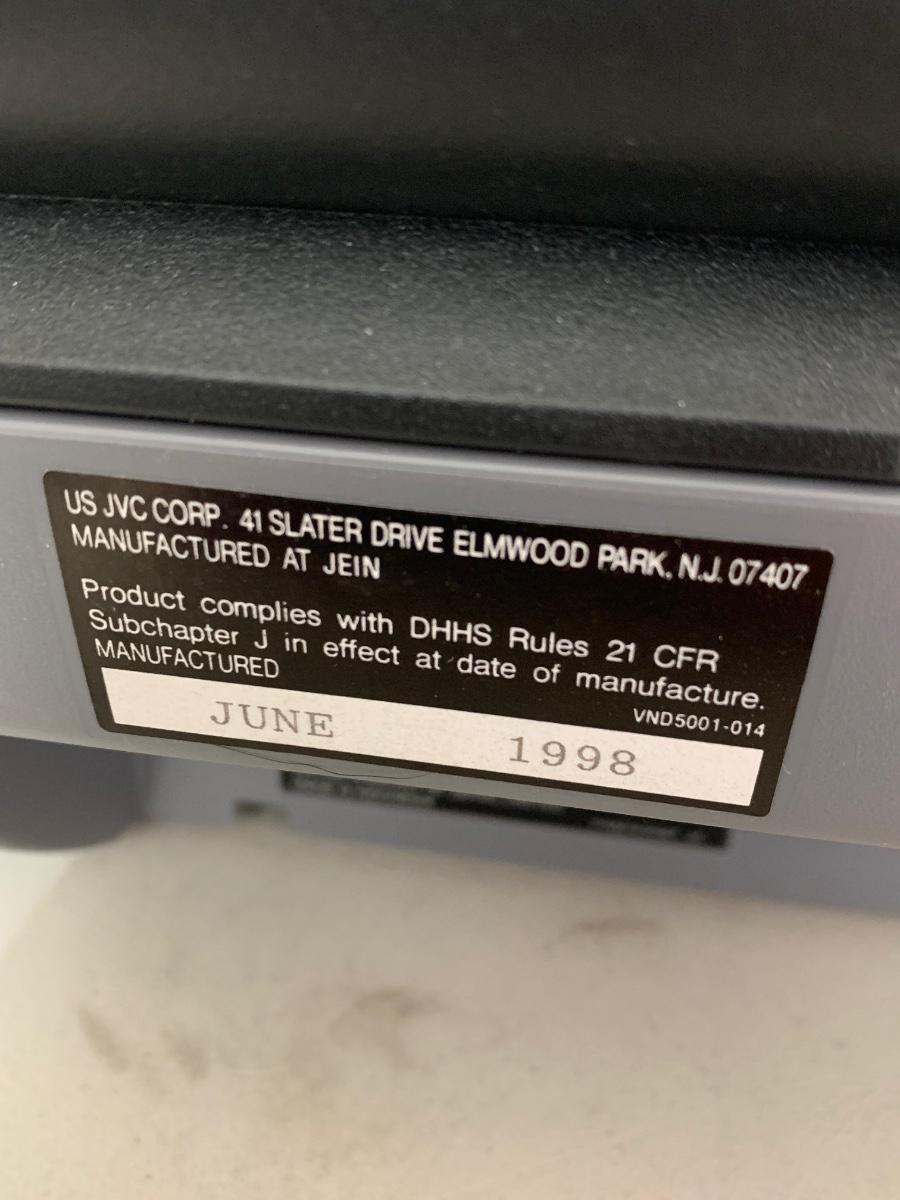 US JVC CORP. 41 SLATER DRIVE ELMWOOD PARK, N.J. 07407
MANUFACTURED AT JEIN
Product complies with DHHS Rules 21 CFR
Subchapter J in effect at date of manufacture.
MANUFACTURED
VND5001-014
JUNE 1998